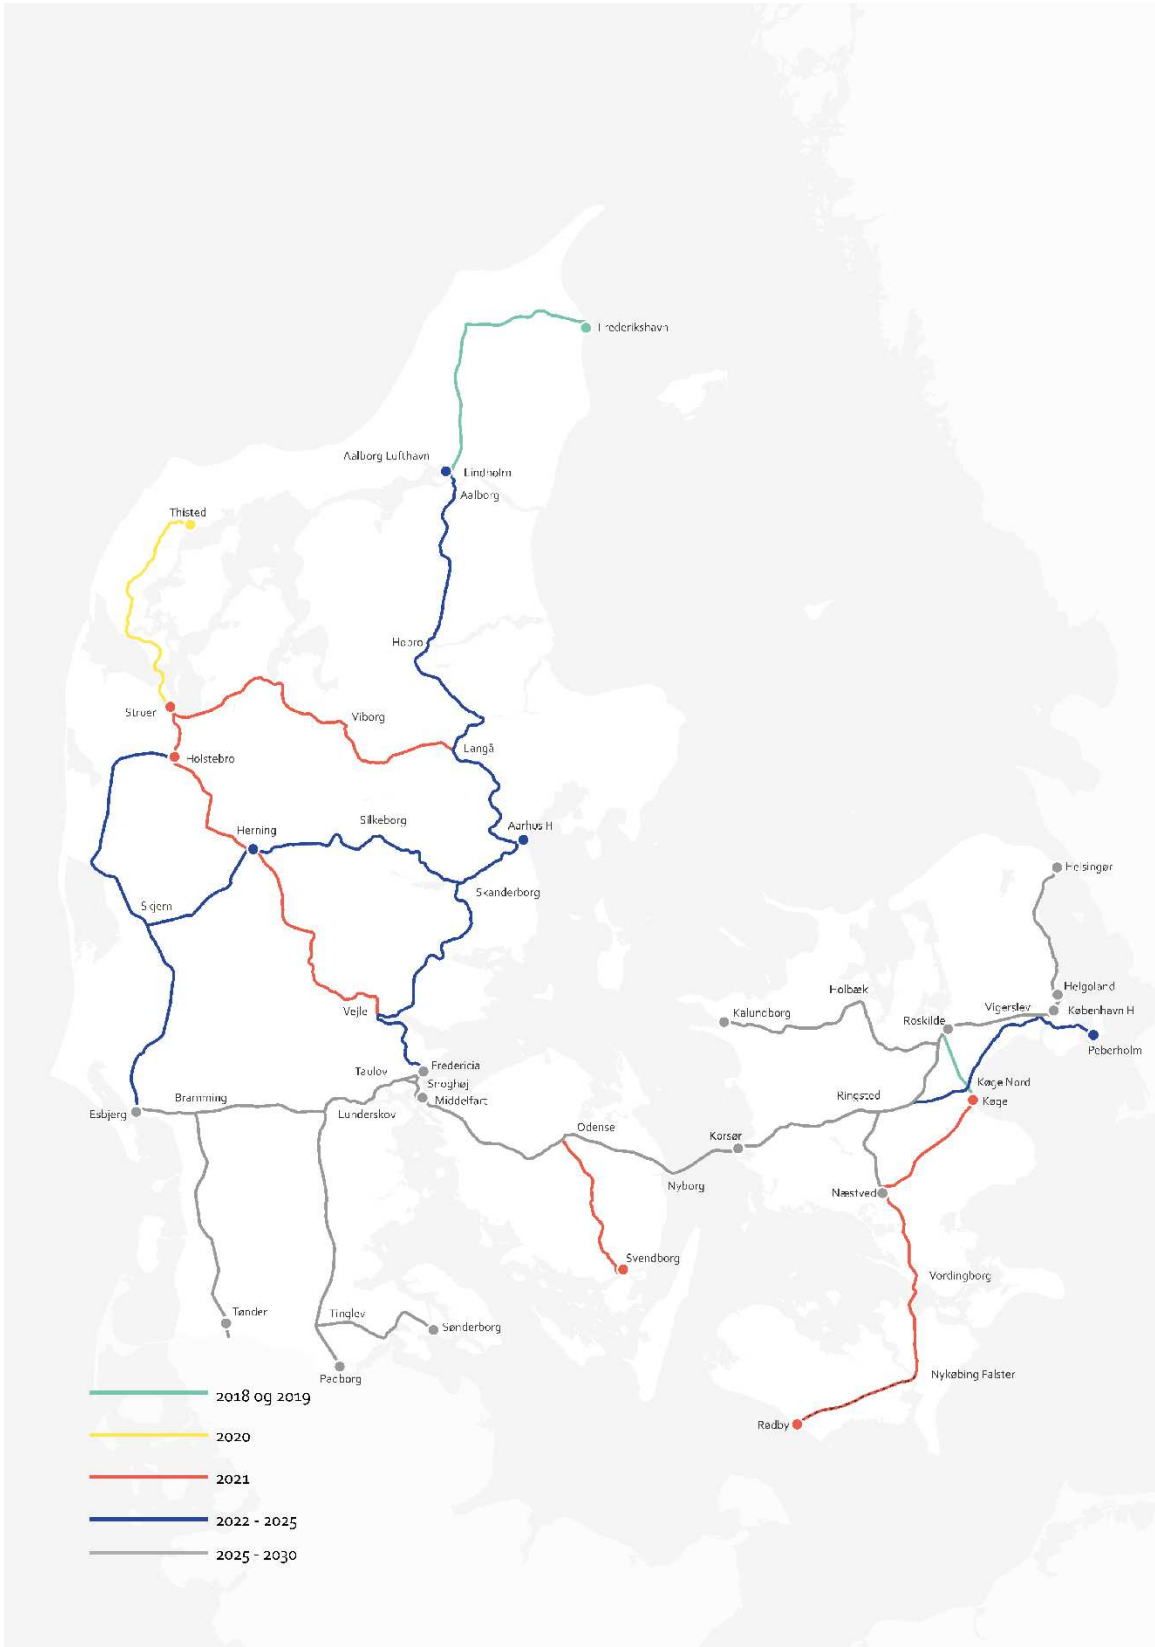 Frederikshavn
Aalborg Lufthavn
Lindholm
Aalborg
Thisted
Hobro
Struer
Viborg
Langå
Holstebro
Silkeborg
Aarhus H
Herning
Helsingør
Skanderborg
Skjern
Helgoland
Holbæk
Vigerslev
København H
Kalundborg
Roskilde
Vejle
Peberholm
Fredericia
Taulov
Snoghøj
Køge Nord
Middelfart
Køge
Bramming
Ringsted
Esbjerg
Lunderskov
Odense
Korsør
Nyborg
Næstved
Svendborg
Vordingborg
Tønder
Tinglev
Sønderborg
Padborg
Nykøbing Falster
Rødby
2018 og 2019
2020
2021
2022 - 2025
2025 - 2030